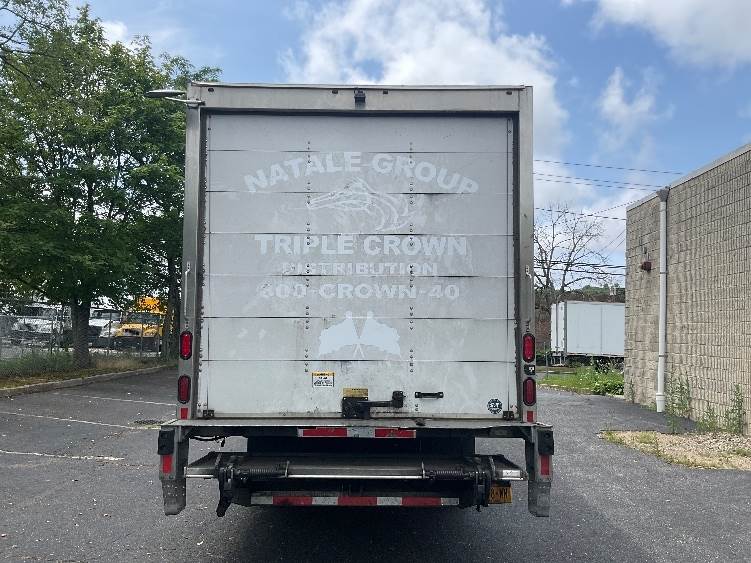 NATALE GROUP
TRIPLE CROWN
DISTRIBUTION
800-CROWN-40